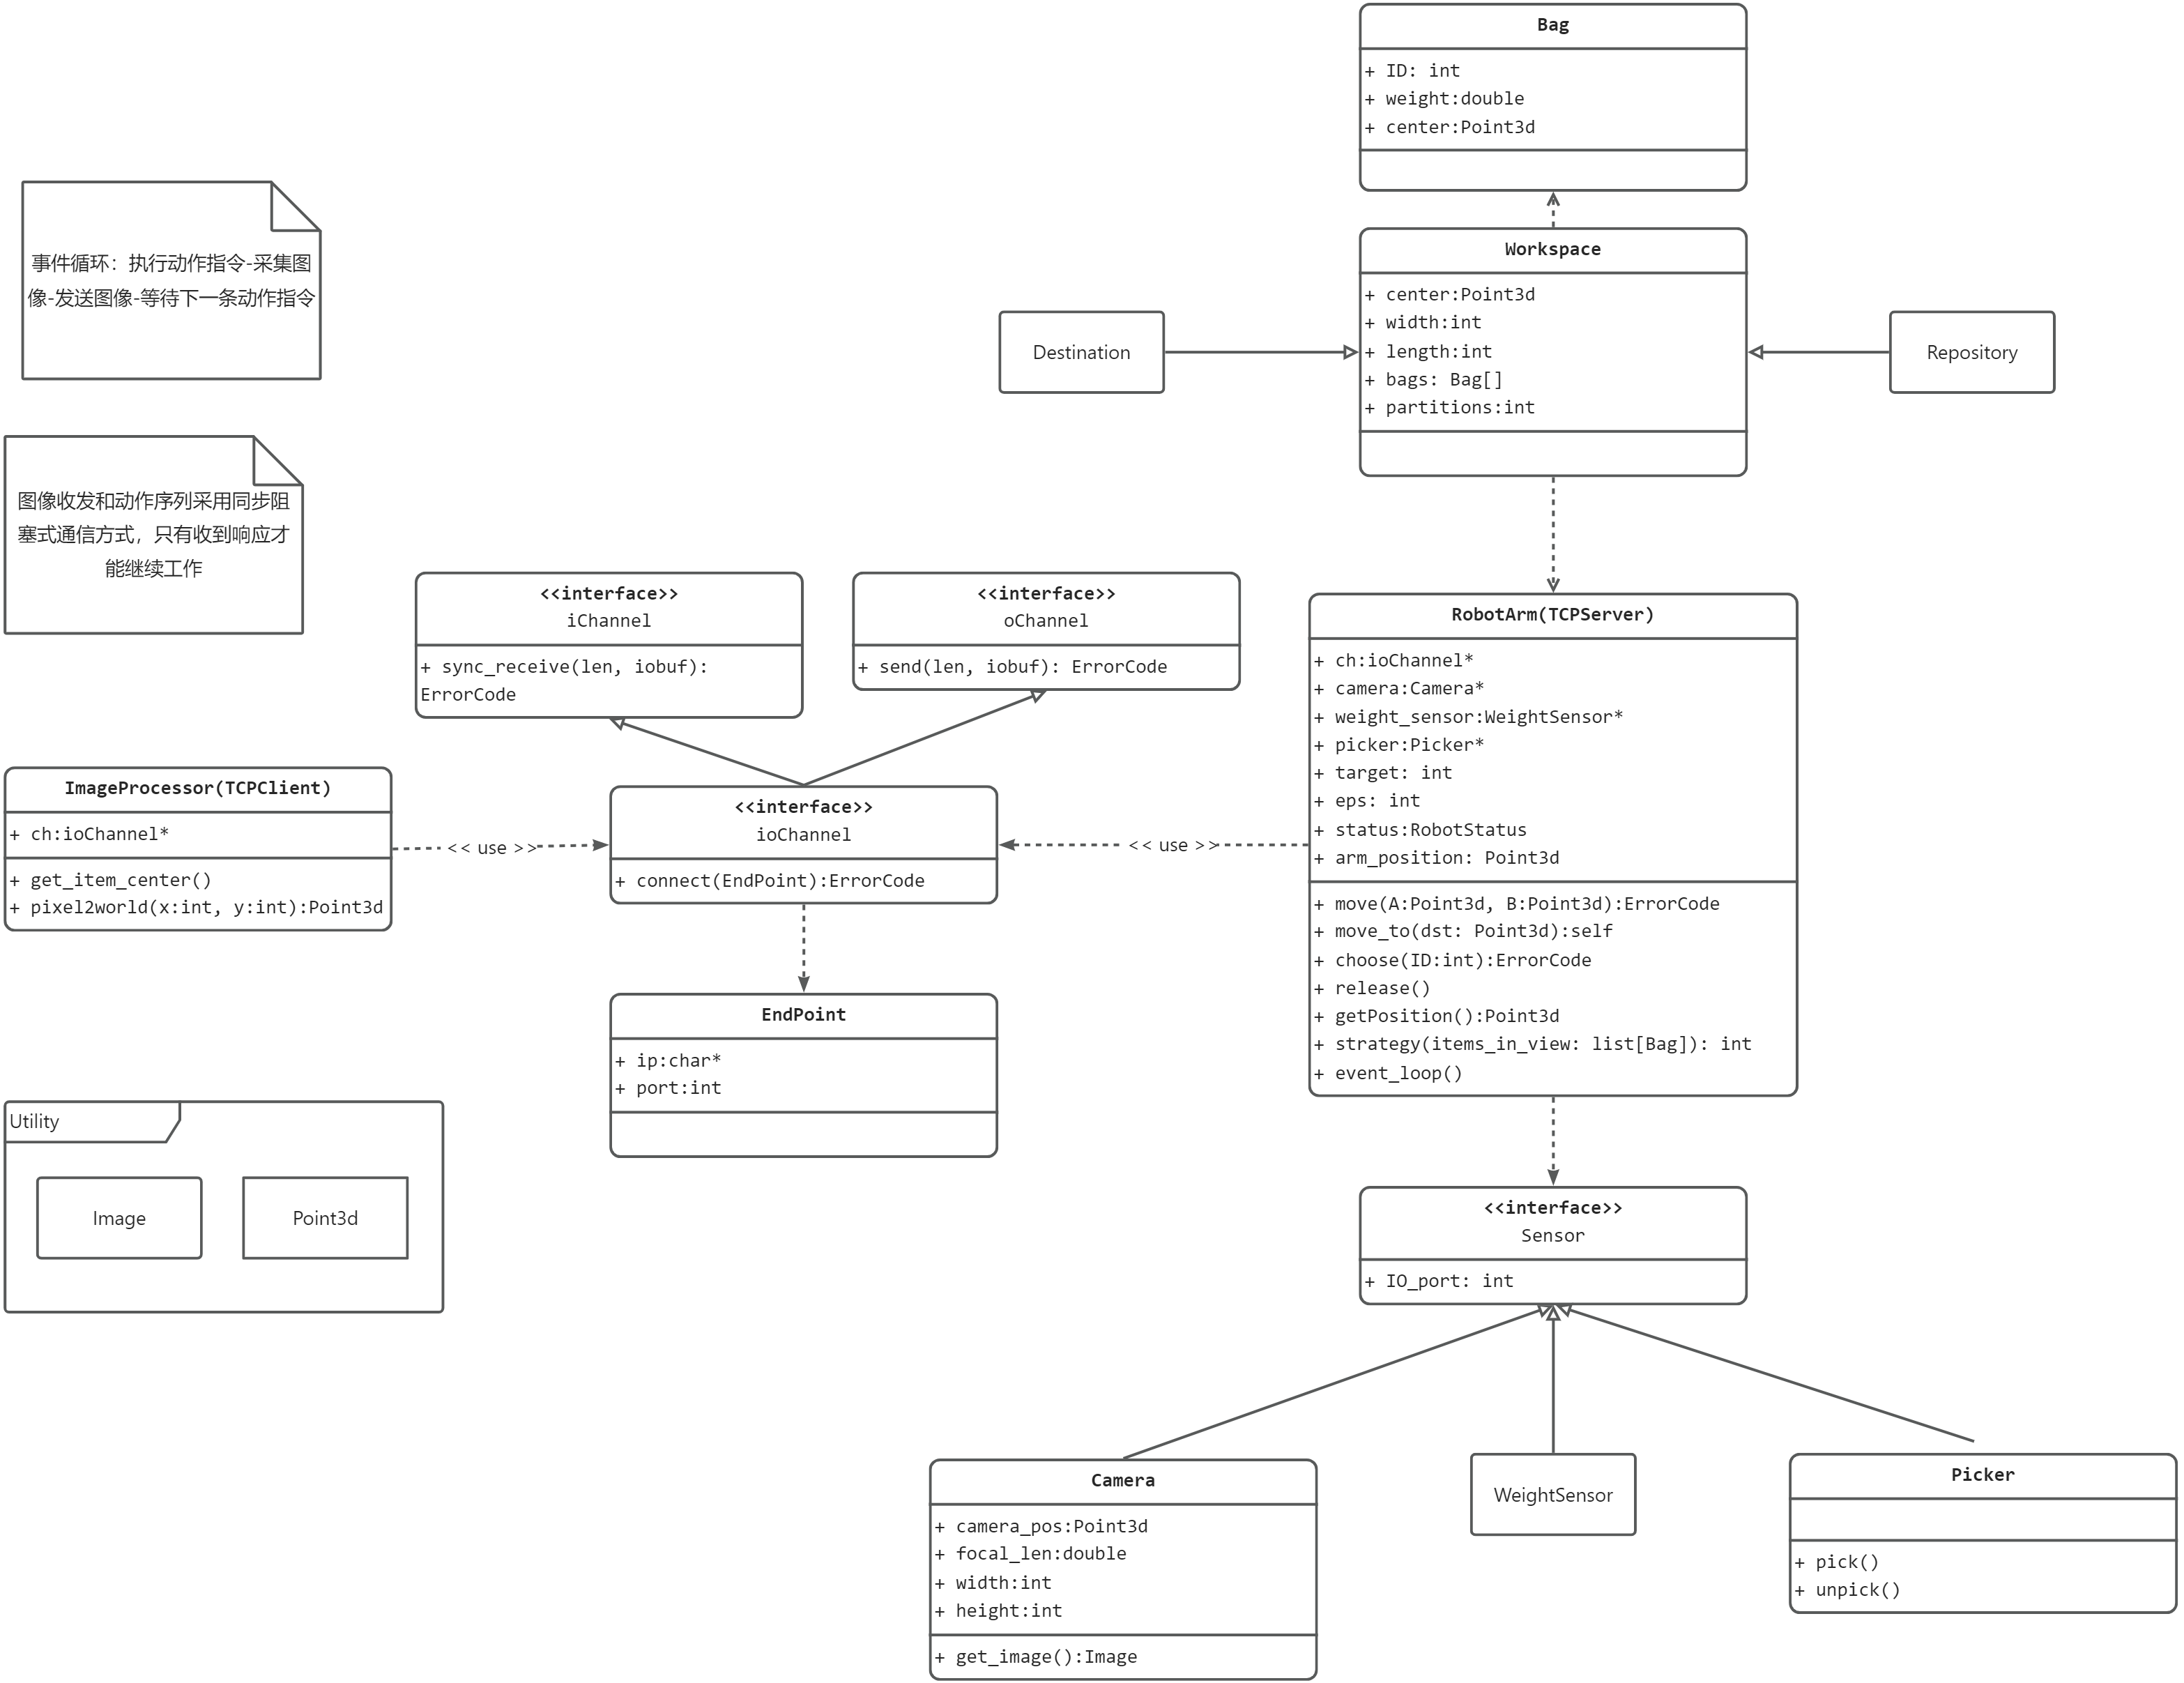 Bag
+ ID: int
+ weight:double
+ center:Point3d
事件循环：执行动作指令-采集图
像-发送图像-等待下一条动作指令
Workspace
+ center:Point3d
+ width:int
+ length:int
+ bags: Bag[]
+ partitions:int
Destination
Repository
图像收发和动作序列采用同步阻
塞式通信方式，只有收到响应才
能继续工作
<<interface>>
iChannel
+ sync_receive(len, iobuf):
ErrorCode
<<interface>>
oChannel
+ send(len, iobuf): ErrorCode
RobotArm(TCPServer)
+ ch:ioChannel*
+ camera:Camera*
+ weight_sensor:WeightSensor*
+ picker:Picker*
+ target: int
+ eps: int
+ status:RobotStatus
+ arm_position: Point3d
+ move(A:Point3d, B:Point3d):ErrorCode
+ move_to(dst: Point3d):self
+ choose(ID:int):ErrorCode
+ release()
+ getPosition():Point3d
+ strategy(items_in_view: list[Bag]): int
+ event_loop()
ImageProcessor(TCPClient)
+ ch:ioChannel*
+ get_item_center()
+ pixel2world(x:int, y:int):Point3d
<< use >>
<<interface>>
ioChannel
+ connect(EndPoint):ErrorCode
<< use >>
EndPoint
+ ip:char*
+ port:int
Utility
Image
Point3d
<<interface>>
Sensor
+ IO_port: int
Camera
+ camera_pos:Point3d
+ focal_len:double
+ width:int
+ height:int
+ get_image():Image
WeightSensor
Picker
+ pick()
+ unpick()